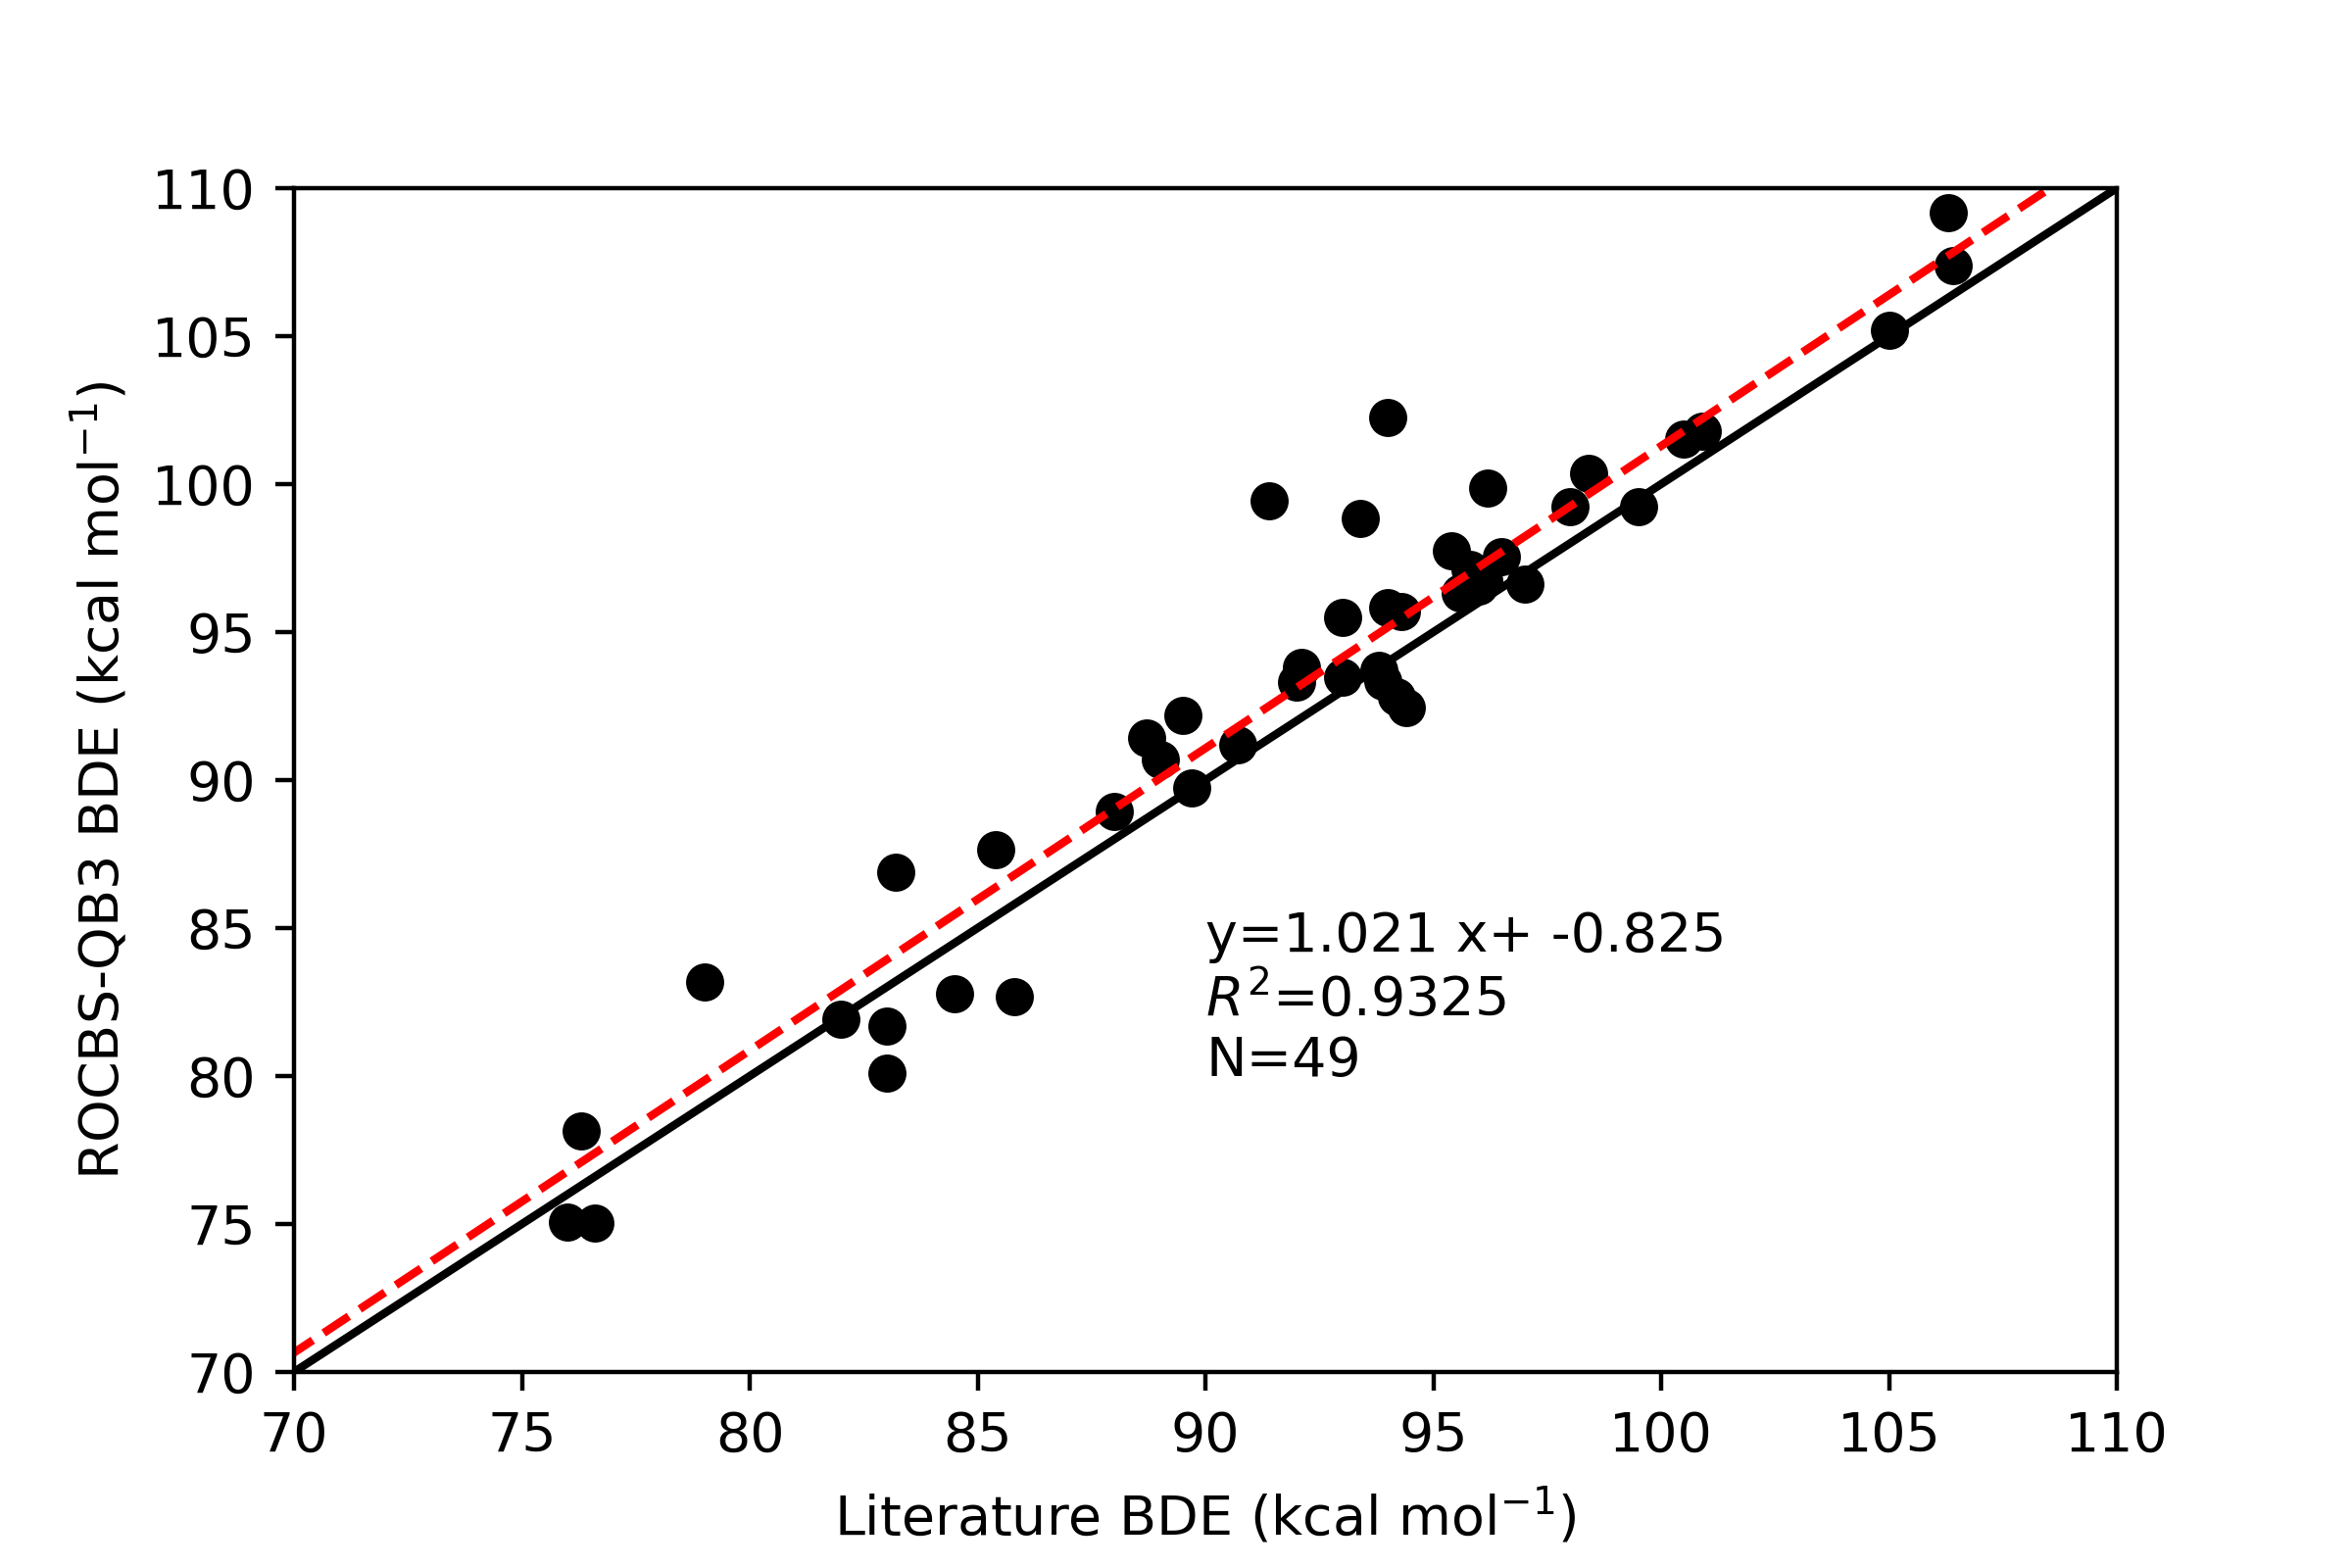 110
105
100
95
90
85
80
75
70
ROCBS-QB3 BDE (kcal mol⁻¹)
y=1.021 x+ -0.825
R²=0.9325
N=49
70 75 80 85 90 95 100 105 110
Literature BDE (kcal mol⁻¹)